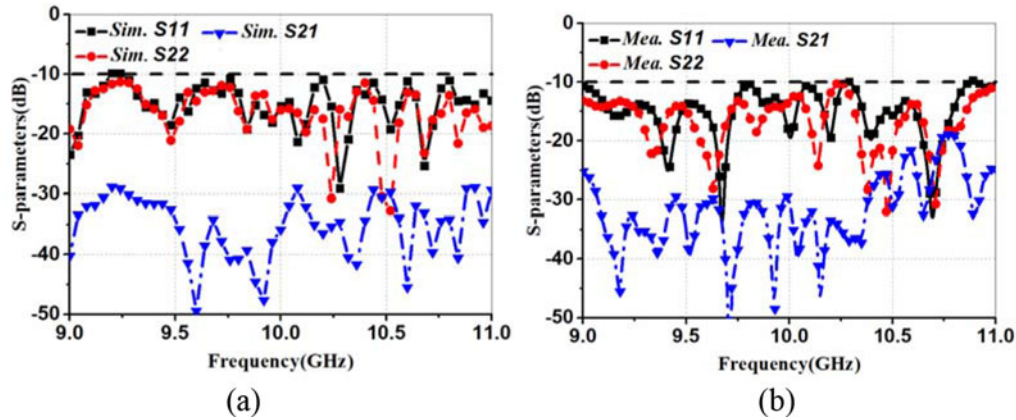 -10
0
-10
-20
-30
-40
-50
S-parameters(dB)
Sim. S11
Sim. S21
Sim. S22
9.0
9.5
10.0
10.5
11.0
Frequency(GHz)
(a)
0
-10
-20
-30
-40
-50
S-parameters(dB)
Mea. S11
Mea. S21
Mea. S22
9.0
9.5
10.0
10.5
11.0
Frequency(GHz)
(b)